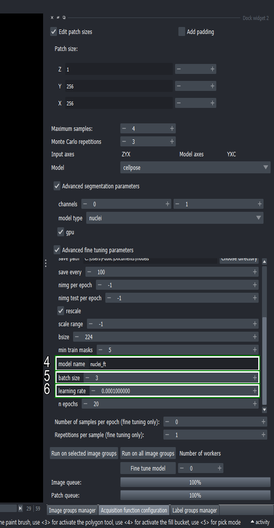 Dock widget 1
Edit patch sizes
Add padding
Patch size:
Z 1
Y 256
X 256
Maximum samples: − 4 +
Monte Carlo repetitions − 3 +
Input axes ZYX Model axes YXC
Model cellpose
Advanced segmentation parameters
channels − 0 + − 1 +
model type nuclei
gpu
Advanced fine tuning parameters
save path Choose directory
save every − 100 +
nimg per epoch − -1 +
nimg test per epoch − -1 +
rescale
scale range − -1 +
bsize − 224 +
min train masks − 5 +
4 model name nuclei_ft
5 batch size − 3 +
6 learning rate − 0.0001000000 +
n epochs − 20 +
Number of samples per epoch (fine tuning only): − 0 +
Repetitions per sample (fine tuning only): − 1 +
Run on selected image groups Run on all image groups Number of workers
Fine tune model − 0 +
Image queue: 100%
Patch queue: 100%
Image groups manager Acquisition function configuration Label groups manager
e paint brush, use <3> for activate the polygon tool, use <4> for activate the fill bucket, use <5> for pick mode activity